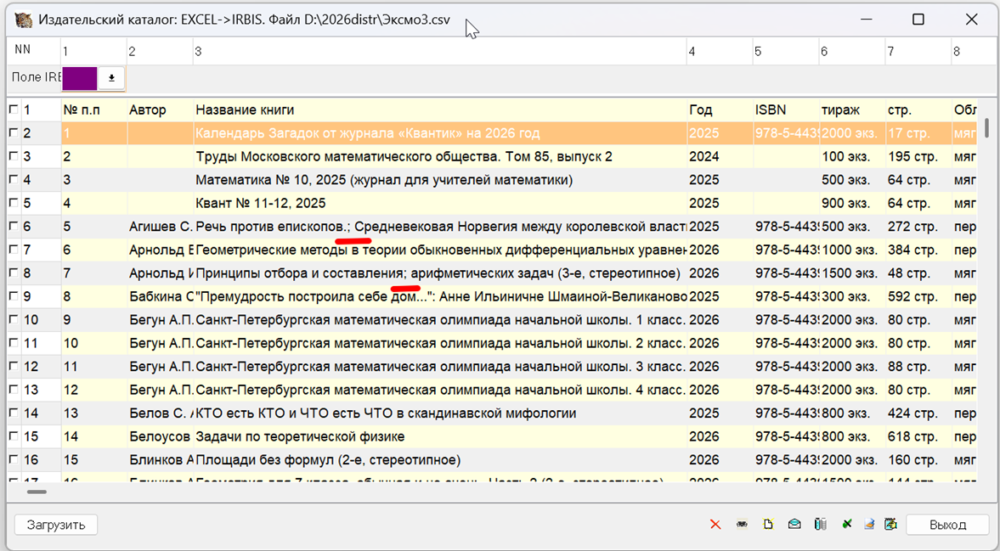 Издательский каталог: EXCEL->IRBIS. Файл D:\2026distr\Эксмо3.csv
NN 1 2 3 4 5 6 7 8
Поле IRE
1 № п.п Автор Название книги Год ISBN тираж стр. Обл
2 1 Календарь Загадок от журнала «Квантик» на 2026 год 2025 978-5-443 2000 экз. 17 стр. мяг
3 2 Труды Московского математического общества. Том 85, выпуск 2 2024 100 экз. 195 стр. мяг
4 3 Математика № 10, 2025 (журнал для учителей математики) 2025 500 экз. 64 стр. мяг
5 4 Квант № 11-12, 2025 2025 900 экз. 64 стр. мяг
6 5 Агишев С. Речь против епископов.; Средневековая Норвегия между королевской власт 2025 978-5-443 500 экз. 272 стр. пер
7 6 Арнольд Геометрические методы в теории обыкновенных дифференциальных уравнен 2026 978-5-443 1000 экз. 384 стр. пер
8 7 Арнольд И Принципы отбора и составления; арифметических задач (3-е, стереотипное) 2026 978-5-443 1500 экз. 48 стр. мяг
9 8 Бабкина С "Премудрость построила себе дом...": Анне Ильиничне Шмаиной-Великаново 2025 978-5-443 300 экз. 592 стр. пер
10 9 Бегун А.П. Санкт-Петербургская математическая олимпиада начальной школы. 1 класс. 2026 978-5-443 2000 экз. 80 стр. мяг
11 10 Бегун А.П. Санкт-Петербургская математическая олимпиада начальной школы. 2 класс. 2026 978-5-443 2000 экз. 80 стр. мяг
12 11 Бегун А.П. Санкт-Петербургская математическая олимпиада начальной школы. 3 класс. 2026 978-5-443 2000 экз. 88 стр. мяг
13 12 Бегун А.П. Санкт-Петербургская математическая олимпиада начальной школы. 4 класс. 2026 978-5-443 2000 экз. 80 стр. мяг
14 13 Белов С. КТО есть КТО и ЧТО есть ЧТО в скандинавской мифологии 2025 978-5-443 800 экз. 424 стр. пер
15 14 Белоусов Задачи по теоретической физике 2026 978-5-443 800 экз. 618 стр. пер
16 15 Блинков А Площади без формул (2-е, стереотипное) 2026 978-5-443 2000 экз. 160 стр. мяг
Загрузить Выход